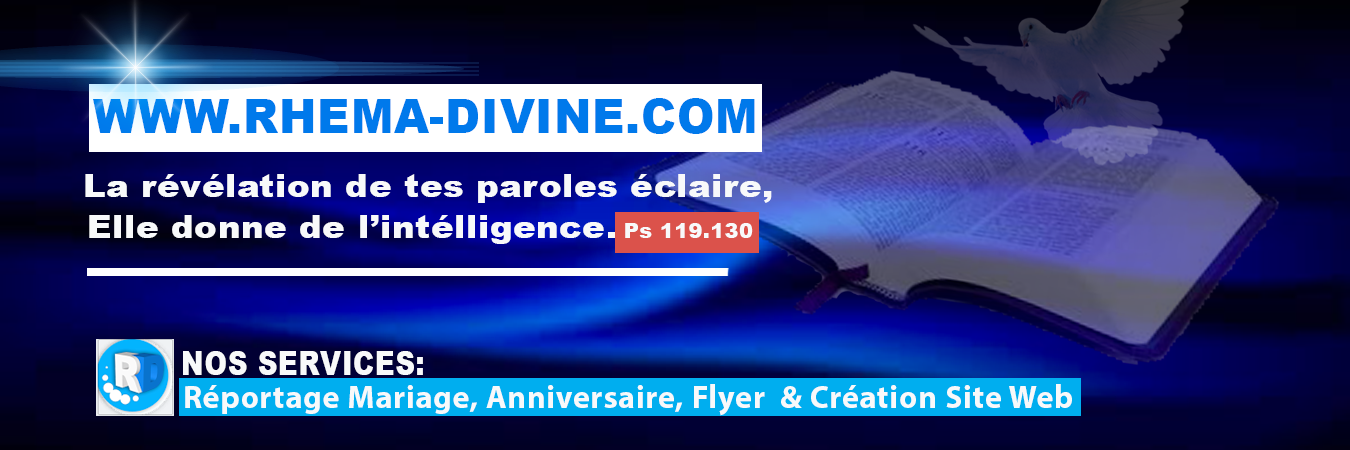 WWW.RHEMA-DIVINE.COM
La révélation de tes paroles éclaire,
Elle donne de l’intélligence. Ps 119.130
RD
NOS SERVICES:
Réportage Mariage, Anniversaire, Flyer & Création Site Web